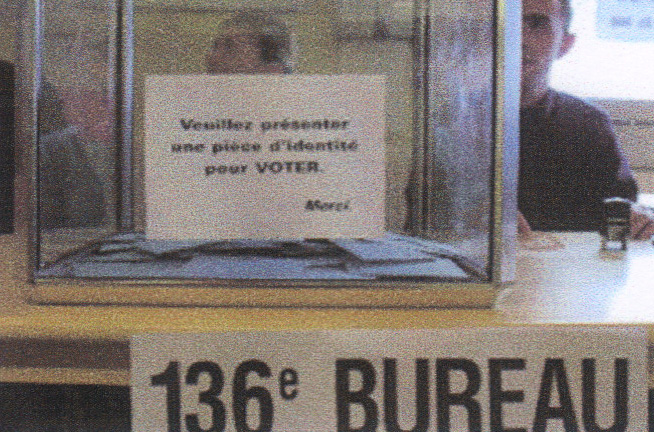 Veuillez présenter
une pièce d'identité
pour VOTER.
Merci
136e BUREAU